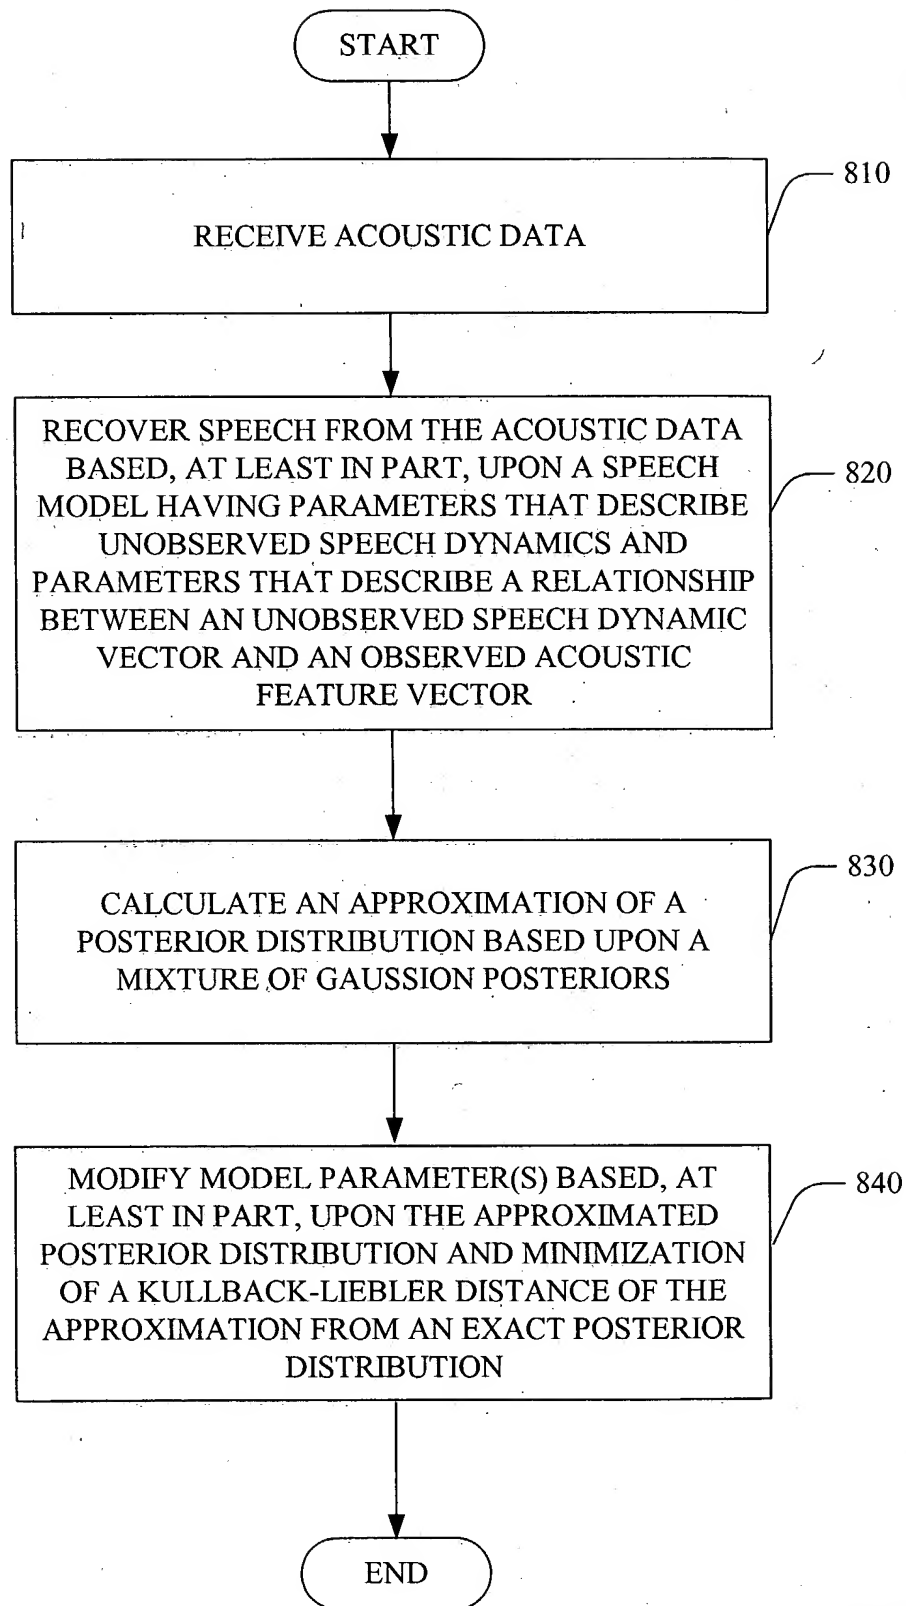 START
810
RECEIVE ACOUSTIC DATA
RECOVER SPEECH FROM THE ACOUSTIC DATA
BASED, AT LEAST IN PART, UPON A SPEECH
MODEL HAVING PARAMETERS THAT DESCRIBE
UNOBSERVED SPEECH DYNAMICS AND
PARAMETERS THAT DESCRIBE A RELATIONSHIP
BETWEEN AN UNOBSERVED SPEECH DYNAMIC
VECTOR AND AN OBSERVED ACOUSTIC
FEATURE VECTOR
820
CALCULATE AN APPROXIMATION OF A
POSTERIOR DISTRIBUTION BASED UPON A
MIXTURE OF GAUSSION POSTERIORS
830
MODIFY MODEL PARAMETER(S) BASED, AT
LEAST IN PART, UPON THE APPROXIMATED
POSTERIOR DISTRIBUTION AND MINIMIZATION
OF A KULLBACK-LIEBLER DISTANCE OF THE
APPROXIMATION FROM AN EXACT POSTERIOR
DISTRIBUTION
840
END